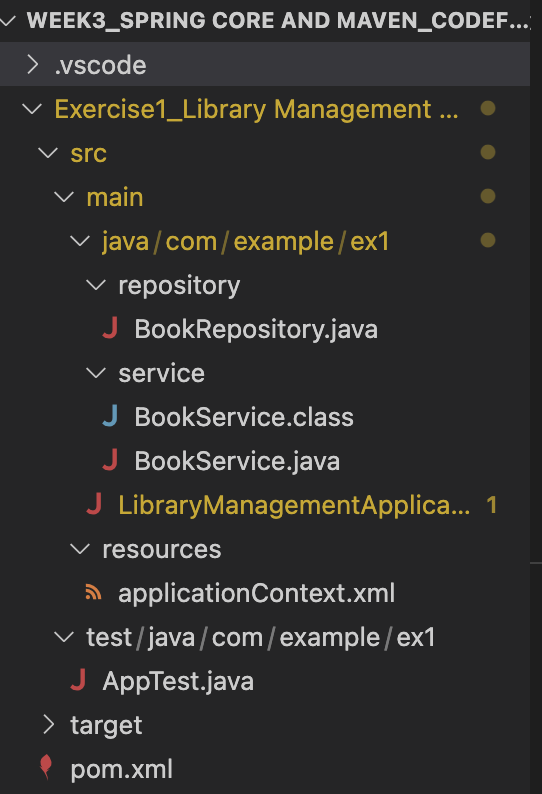 WEEK3_SPRING CORE AND MAVEN_CODEF...
.vscode
Exercise1_Library Management ...
src
main
java/com/example/ex1
repository
BookRepository.java
service
BookService.class
BookService.java
LibraryManagementApplica... 1
resources
applicationContext.xml
test/java/com/example/ex1
AppTest.java
target
pom.xml